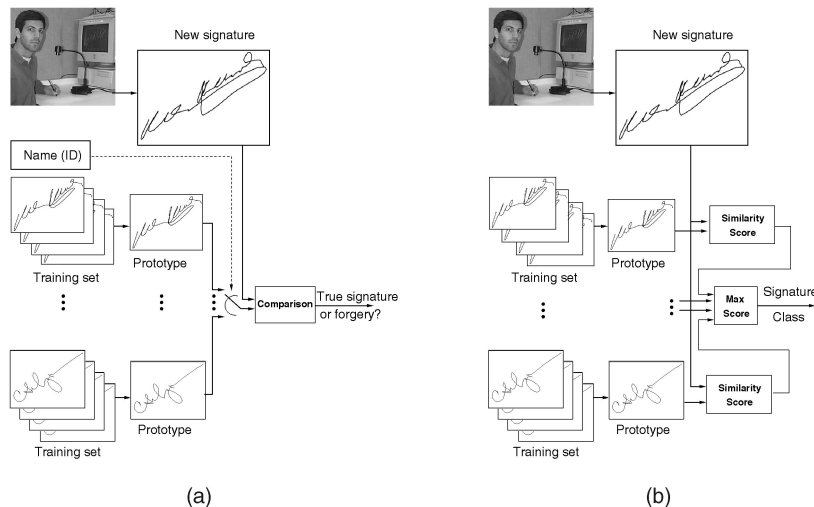 New signature
Name (ID)
Training set
Prototype
Comparison
True signature
or forgery?
Training set
Prototype
(a)
New signature
Training set
Prototype
Similarity
Score
Max
Score
Signature
Class
Similarity
Score
Training set
Prototype
(b)